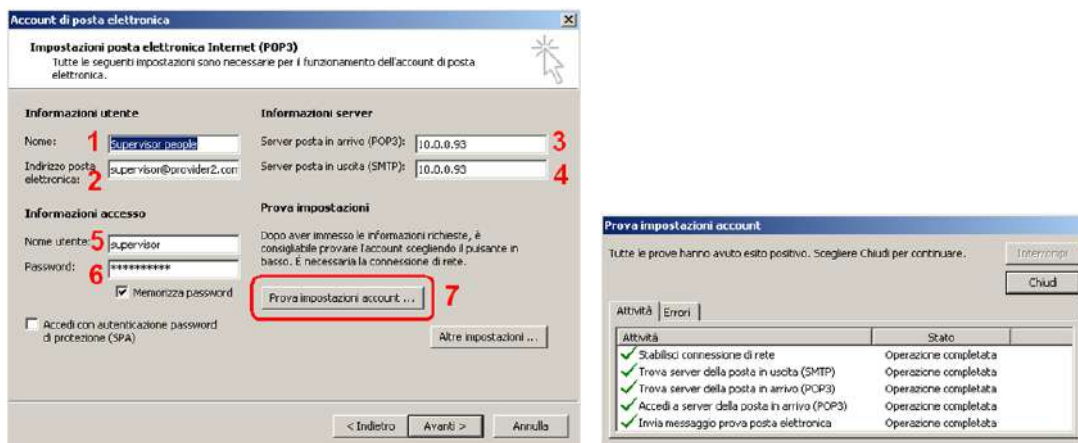 Account di posta elettronica
Impostazioni posta elettronica Internet (POP3)
Tutte le seguenti impostazioni sono necessarie per il funzionamento dell'account di posta
elettronica.
Informazioni utente
Nome: 1 Supervisor people
Indirizzo posta
elettronica: 2 supervisor@provider2.com
Informazioni server
Server posta in arrivo (POP3): 10.0.0.93 3
Server posta in uscita (SMTP): 10.0.0.93 4
Informazioni accesso
Nome utente: 5 supervisor
Password: 6 **********
Memorizza password
Accedi con autenticazione password
di protezione (SPA)
Prova impostazioni
Dopo aver immesso le informazioni richieste, è
consigliabile provare l'account scegliendo il pulsante in
basso. É necessaria la connessione di rete.
Prova impostazioni account ... 7
Altre impostazioni ...
< Indietro
Avanti >
Annulla
Prova impostazioni account
Tutte le prove hanno avuto esito positivo. Scegliere Chiudi per continuare.
Interrompi
Chiudi
Attività Errori
Attività Stato
Stabilisci connessione di rete Operazione completata
Trova server della posta in uscita (SMTP) Operazione completata
Trova server della posta in arrivo (POP3) Operazione completata
Accedi a server della posta in arrivo (POP3) Operazione completata
Invia messaggio prova posta elettronica Operazione completata